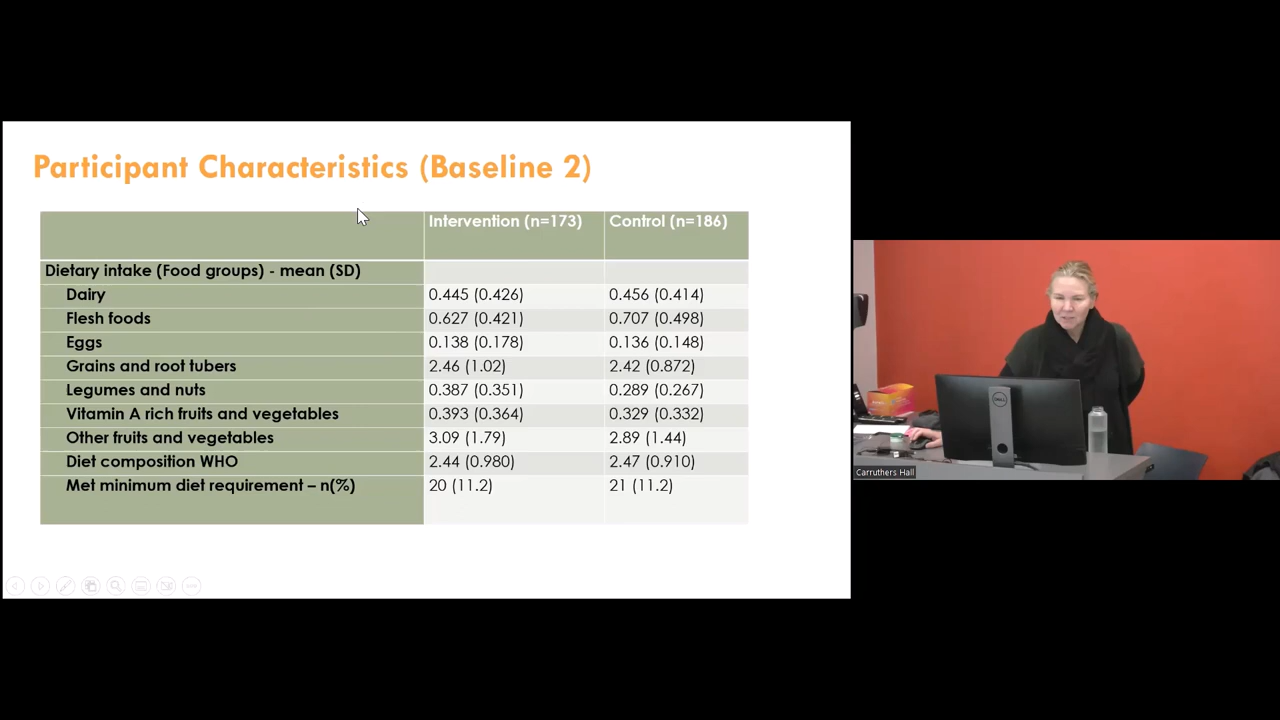 Participant Characteristics (Baseline 2)
Intervention (n=173) Control (n=186)
Dietary intake (Food groups) - mean (SD)
Dairy 0.445 (0.426) 0.456 (0.414)
Flesh foods 0.627 (0.421) 0.707 (0.498)
Eggs 0.138 (0.178) 0.136 (0.148)
Grains and root tubers 2.46 (1.02) 2.42 (0.872)
Legumes and nuts 0.387 (0.351) 0.289 (0.267)
Vitamin A rich fruits and vegetables 0.393 (0.364) 0.329 (0.332)
Other fruits and vegetables 3.09 (1.79) 2.89 (1.44)
Diet composition WHO 2.44 (0.980) 2.47 (0.910)
Met minimum diet requirement – n(%) 20 (11.2) 21 (11.2)
DELL
Carruthers Hall